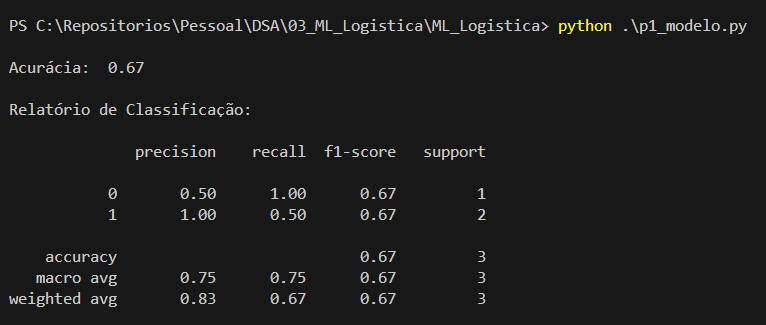 PS C:\Repositorios\Pessoal\DSA\03_ML_Logistica\ML_Logistica> python .\p1_modelo.py
Acurácia:  0.67
Relatório de Classificação:
              precision    recall  f1-score   support
           0       0.50      1.00      0.67         1
           1       1.00      0.50      0.67         2
    accuracy                           0.67         3
   macro avg       0.75      0.75      0.67         3
weighted avg       0.83      0.67      0.67         3